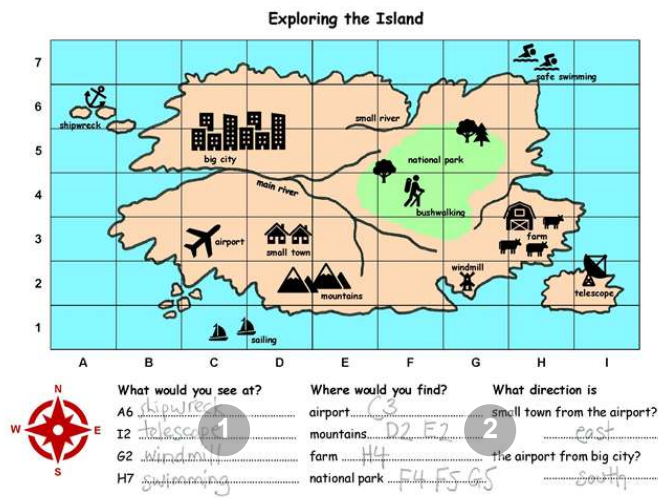 Exploring the Island
7
safe swimming
6
shipwreck
small river
5
big city
national park
4
main river
bushwalking
3
airport
small town
farm
2
mountains
windmill
telescope
1
sailing
A B C D E F G H I
N
W E
S
What would you see at?
A6 shipwreck
I2 telescope
G2 windmill
H7 swimming
1
Where would you find?
airport C3
mountains D2 E2
farm H4
national park F4 F5 G5
2
What direction is
small town from the airport?
east
the airport from big city?
south